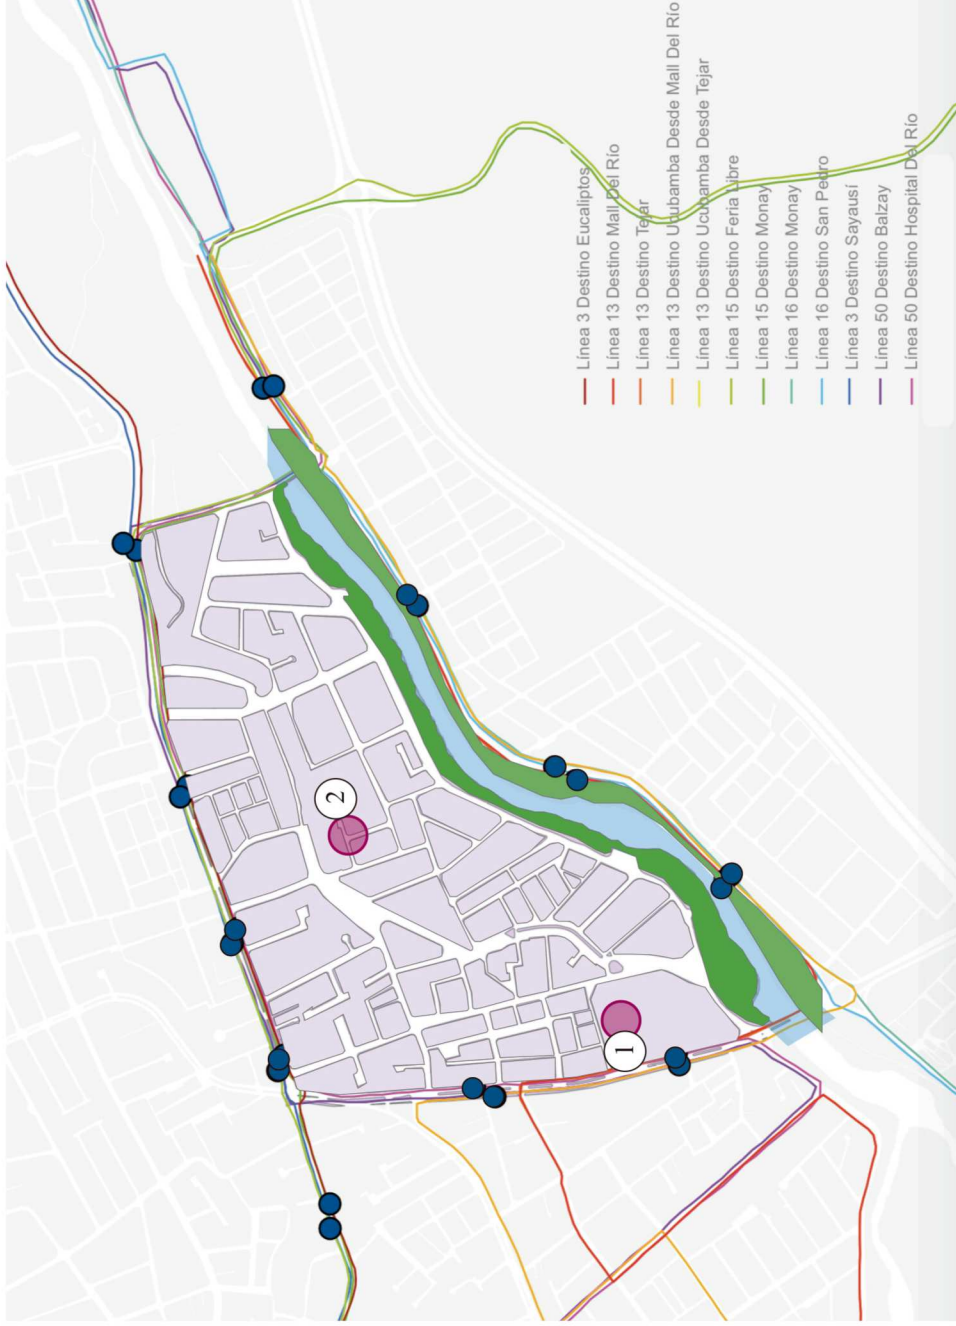 Línea 3 Destino Eucaliptos
Línea 13 Destino Mall Del Río
Línea 13 Destino Tejar
Línea 13 Destino Ucubamba Desde Mall Del Río
Línea 13 Destino Ucubamba Desde Tejar
Línea 15 Destino Feria Libre
Línea 15 Destino Monay
Línea 16 Destino Monay
Línea 16 Destino San Pedro
Línea 3 Destino Sayausí
Línea 50 Destino Balzay
Línea 50 Destino Hospital Del Río
2
1